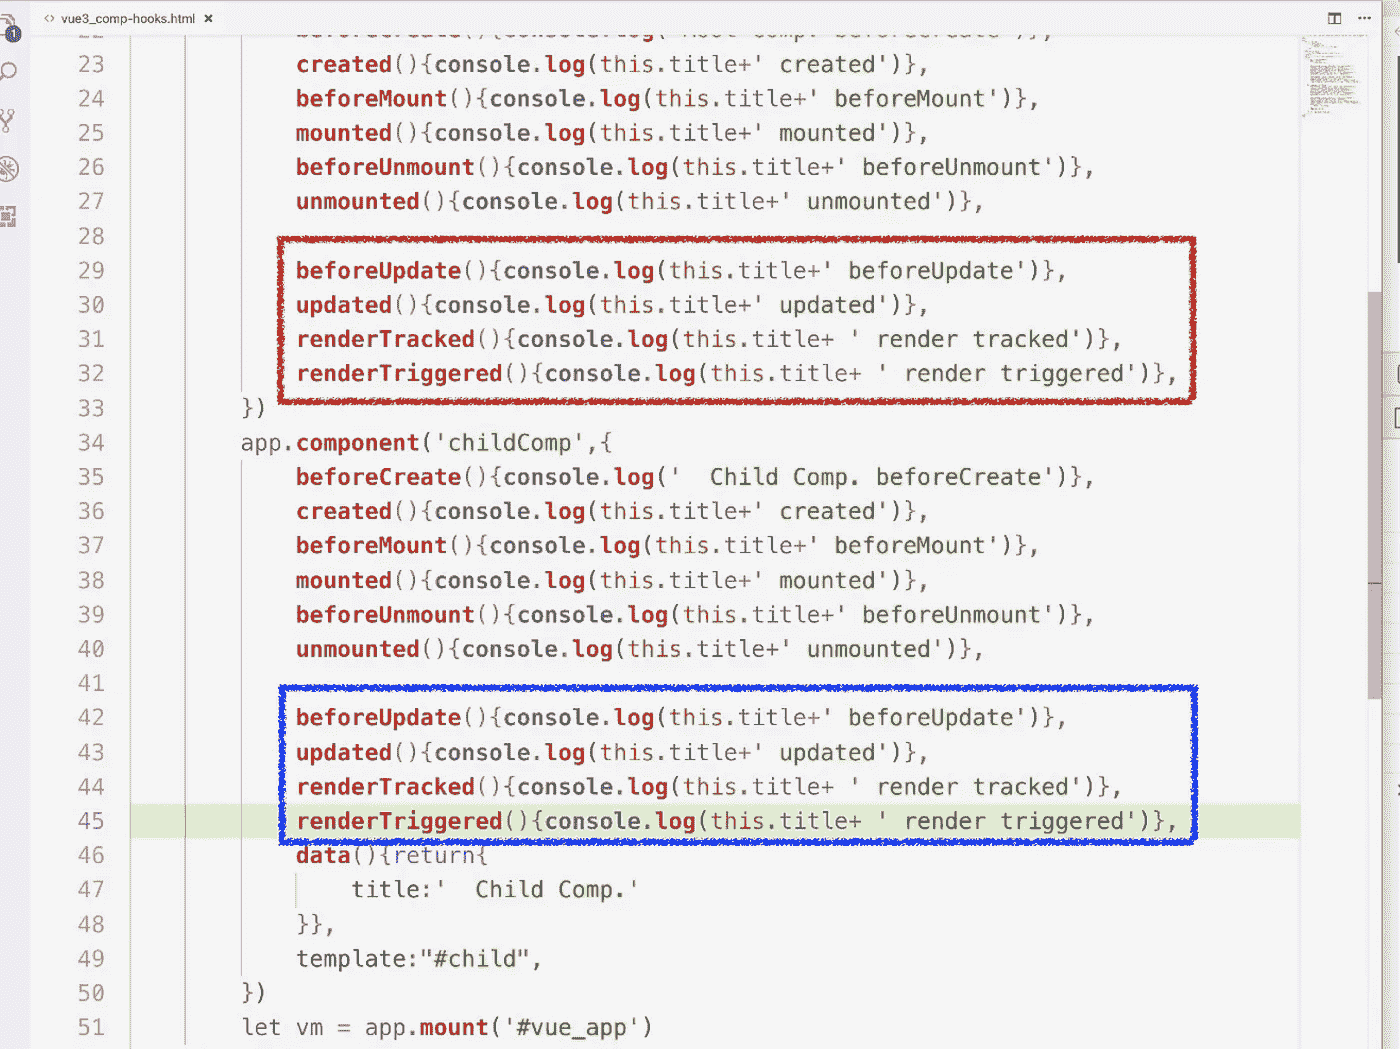 vue3_comp-hooks.html
1
23 created(){console.log(this.title+' created')},
24 beforeMount(){console.log(this.title+' beforeMount')},
25 mounted(){console.log(this.title+' mounted')},
26 beforeUnmount(){console.log(this.title+' beforeUnmount')},
27 unmounted(){console.log(this.title+' unmounted')},
28
29 beforeUpdate(){console.log(this.title+' beforeUpdate')},
30 updated(){console.log(this.title+' updated')},
31 renderTracked(){console.log(this.title+ ' render tracked')},
32 renderTriggered(){console.log(this.title+ ' render triggered')},
33 })
34 app.component('childComp',{
35 beforeCreate(){console.log('  Child Comp. beforeCreate')},
36 created(){console.log(this.title+' created')},
37 beforeMount(){console.log(this.title+' beforeMount')},
38 mounted(){console.log(this.title+' mounted')},
39 beforeUnmount(){console.log(this.title+' beforeUnmount')},
40 unmounted(){console.log(this.title+' unmounted')},
41
42 beforeUpdate(){console.log(this.title+' beforeUpdate')},
43 updated(){console.log(this.title+' updated')},
44 renderTracked(){console.log(this.title+ ' render tracked')},
45 renderTriggered(){console.log(this.title+ ' render triggered')},
46 data(){return{
47 title:'  Child Comp.'
48 }},
49 template:"#child",
50 })
51 let vm = app.mount('#vue_app')